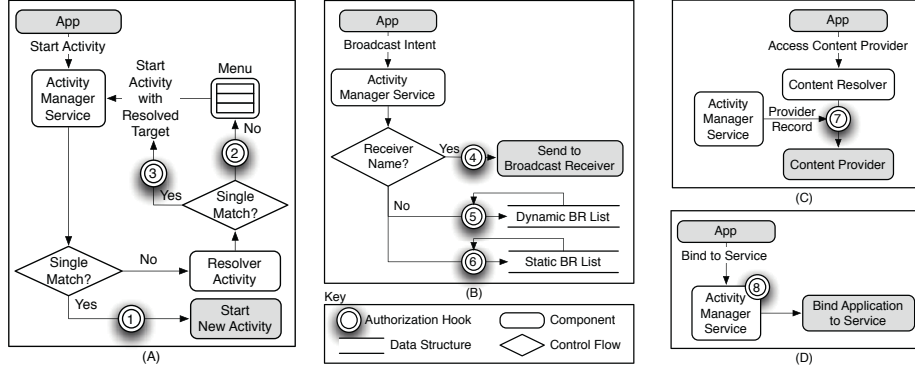 App
Start Activity
Activity
Manager
Service
Start
Activity
with
Resolved
Target
Menu
No
2
3
Yes
Single
Match?
Single
Match?
No
Resolver
Activity
Yes
1
Start
New Activity
(A)
App
Broadcast Intent
Activity
Manager Service
Receiver
Name?
Yes
4
Send to
Broadcast Receiver
No
5
Dynamic BR List
6
Static BR List
(B)
Key
Authorization Hook
Component
Data Structure
Control Flow
App
Access Content Provider
Content Resolver
Activity
Manager
Service
Provider
Record
7
Content Provider
(C)
App
Bind to Service
Activity
Manager
Service
8
Bind Application
to Service
(D)